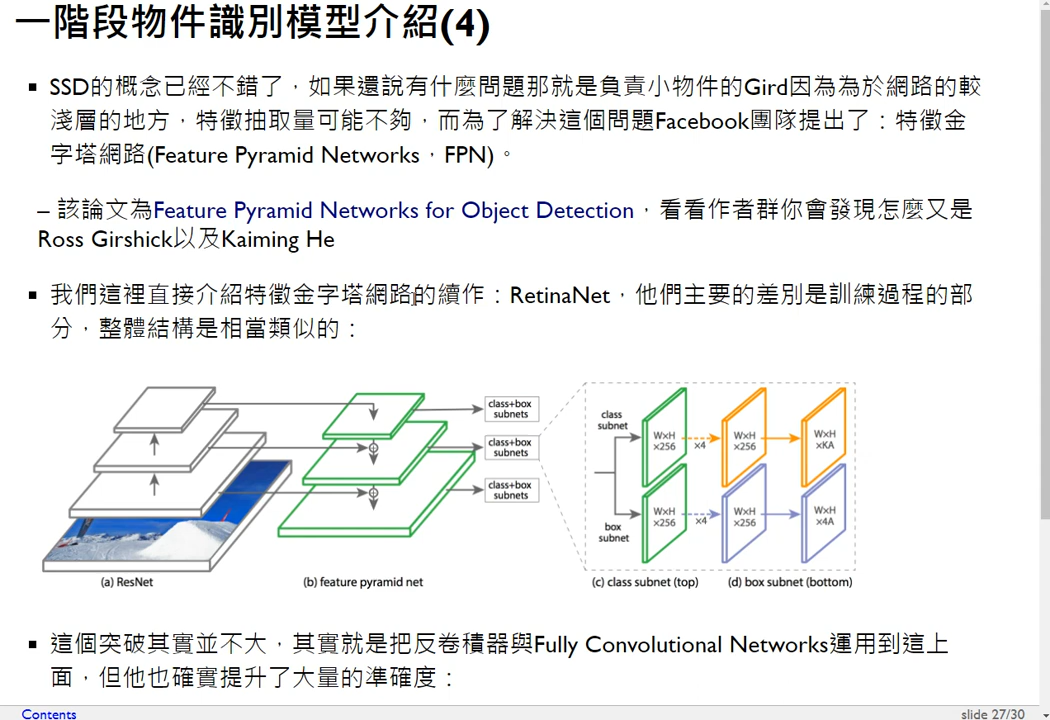 一階段物件識別模型介紹(4)
▪ SSD的概念已經不錯了，如果還說有什麼問題那就是負責小物件的Gird因為為於網路的較
淺層的地方，特徵抽取量可能不夠，而為了解決這個問題Facebook團隊提出了：特徵金
字塔網路(Feature Pyramid Networks，FPN)。
– 該論文為Feature Pyramid Networks for Object Detection，看看作者群你會發現怎麼又是
Ross Girshick以及Kaiming He
▪ 我們這裡直接介紹特徵金字塔網路的續作：RetinaNet，他們主要的差別是訓練過程的部
分，整體結構是相當類似的：
class+box
subnets
class+box
subnets
class+box
subnets
class
subnet
W×H
×256
×4
W×H
×256
W×H
×KA
box
subnet
W×H
×256
×4
W×H
×256
W×H
×4A
(a) ResNet
(b) feature pyramid net
(c) class subnet (top)
(d) box subnet (bottom)
▪ 這個突破其實並不大，其實就是把反卷積器與Fully Convolutional Networks運用到這上
面，但他也確實提升了大量的準確度：
Contents
slide 27/30